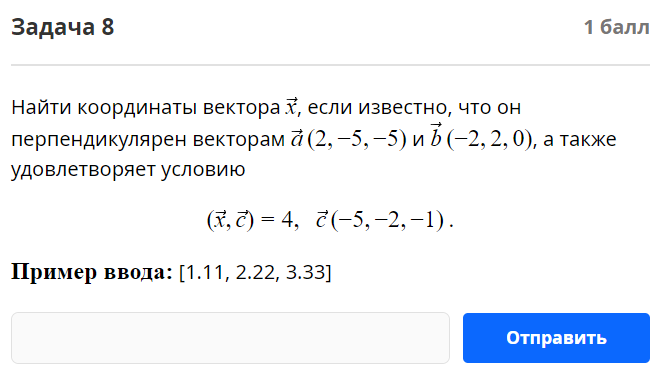 Задача 8
1 балл
Найти координаты вектора x⃗, если известно, что он
перпендикулярен векторам a⃗ (2, −5, −5) и b⃗ (−2, 2, 0), а также
удовлетворяет условию
(x⃗, c⃗) = 4, c⃗ (−5, −2, −1) .
Пример ввода: [1.11, 2.22, 3.33]
Отправить